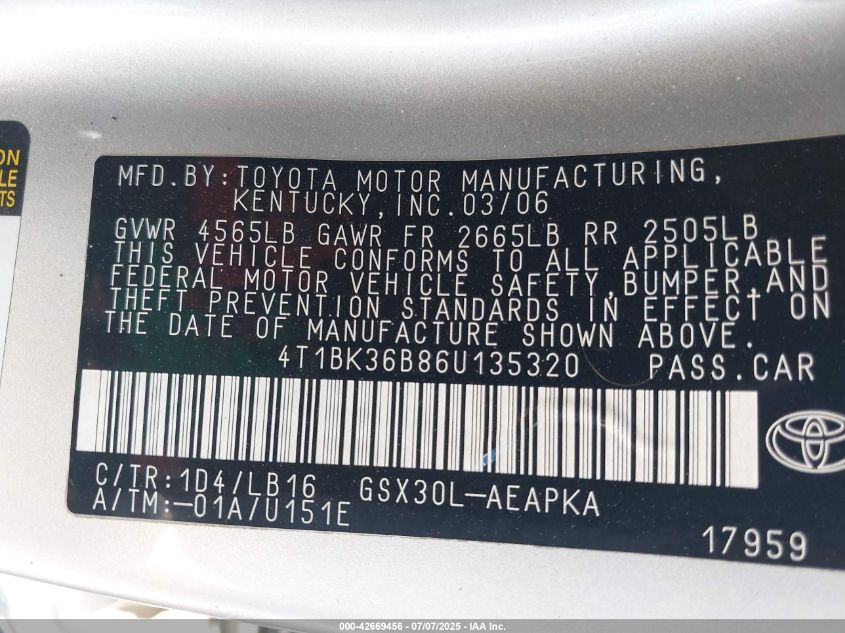 ON
LE
TS
MFD.BY:TOYOTA MOTOR MANUFACTURING,
KENTUCKY,INC.03/06
GVWR 4565LB GAWR FR 2665LB RR 2505LB
THIS VEHICLE CONFORMS TO ALL APPLICABLE
FEDERAL MOTOR VEHICLE SAFETY,BUMPER,AND
THEFT PREVENTION STANDARDS IN EFFECT ON
THE DATE OF MANUFACTURE SHOWN ABOVE.
4T1BK36B86U135320 PASS.CAR
C/TR:1D4/LB16 GSX30L-AEAPKA
A/TM:-01A/U151E
17959
000-42669456 - 07/07/2025 - IAA Inc.